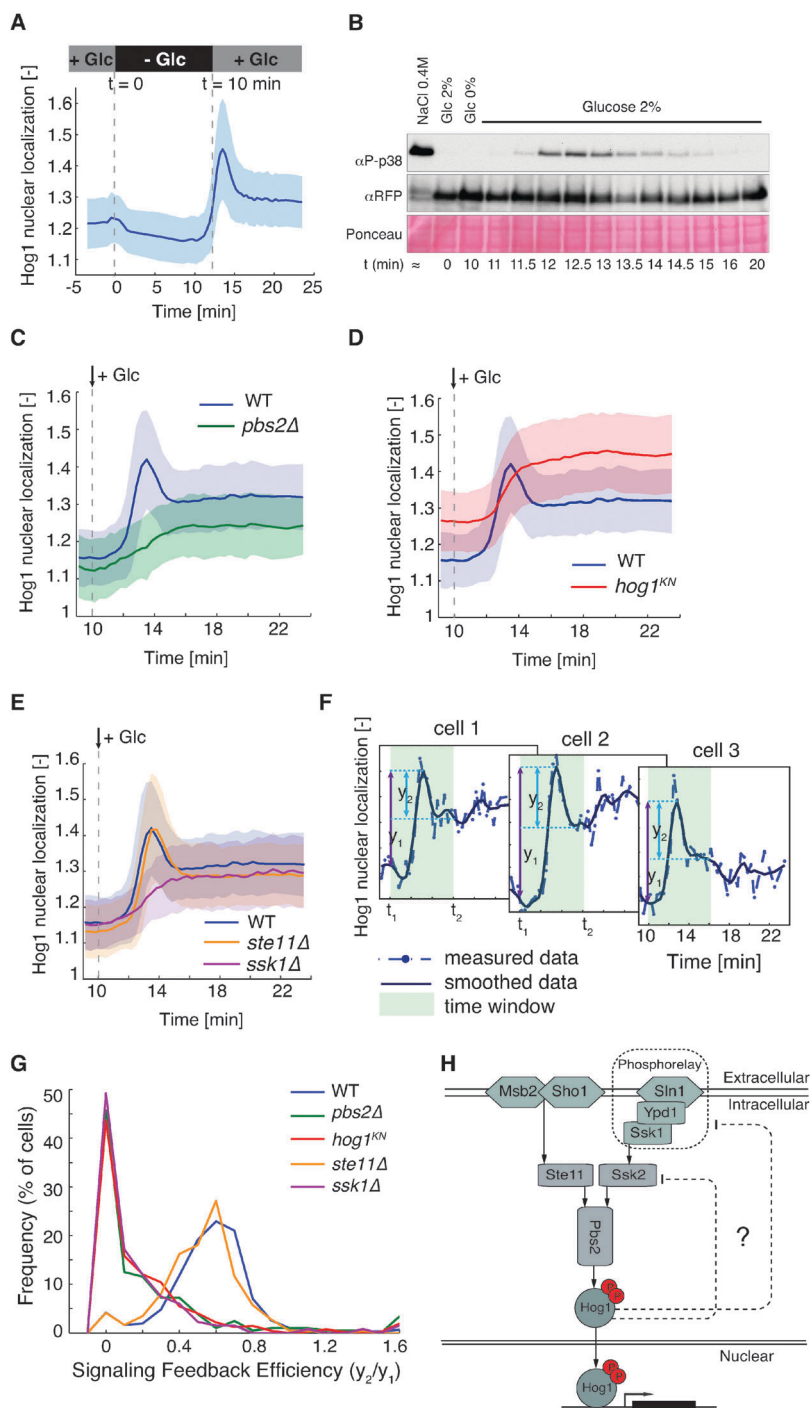 A
+ Glc
- Glc
+ Glc
t = 0
t = 10 min
Hog1 nuclear localization [-]
1.6
1.5
1.4
1.3
1.2
1.1
-5 0 5 10 15 20 25
Time [min]
B
NaCl 0.4M
Glc 2%
Glc 0%
Glucose 2%
αP-p38
αRFP
Ponceau
t (min) ≈ 0 10 11 11.5 12 12.5 13 13.5 14 14.5 15 16 20
C
+ Glc
WT
pbs2Δ
Hog1 nuclear localization [-]
1.6
1.5
1.4
1.3
1.2
1.1
1
10 14 18 22
Time [min]
D
+ Glc
Hog1 nuclear localization [-]
1.6
1.5
1.4
1.3
1.2
1.1
1
WT
hog1KN
10 14 18 22
Time [min]
E
+ Glc
Hog1 nuclear localization [-]
1.6
1.5
1.4
1.3
1.2
1.1
1
WT
ste11Δ
ssk1Δ
10 14 18 22
Time [min]
F
Hog1 nuclear localization [-]
cell 1
cell 2
cell 3
y2
y1
t1 t2
y2
y1
t1 t2
y2
y1
10 14 18 22
Time [min]
measured data
smoothed data
time window
G
Frequency (% of cells)
50
40
30
20
10
0
WT
pbs2Δ
hog1KN
ste11Δ
ssk1Δ
0 0.4 0.8 1.2 1.6
Signaling Feedback Efficiency (y2/y1)
H
Phosphorelay
Extracellular
Intracellular
Msb2
Sho1
Sln1
Ypd1
Ssk1
Ste11
Ssk2
Pbs2
?
Hog1
P
P
Nuclear
Hog1
P
P